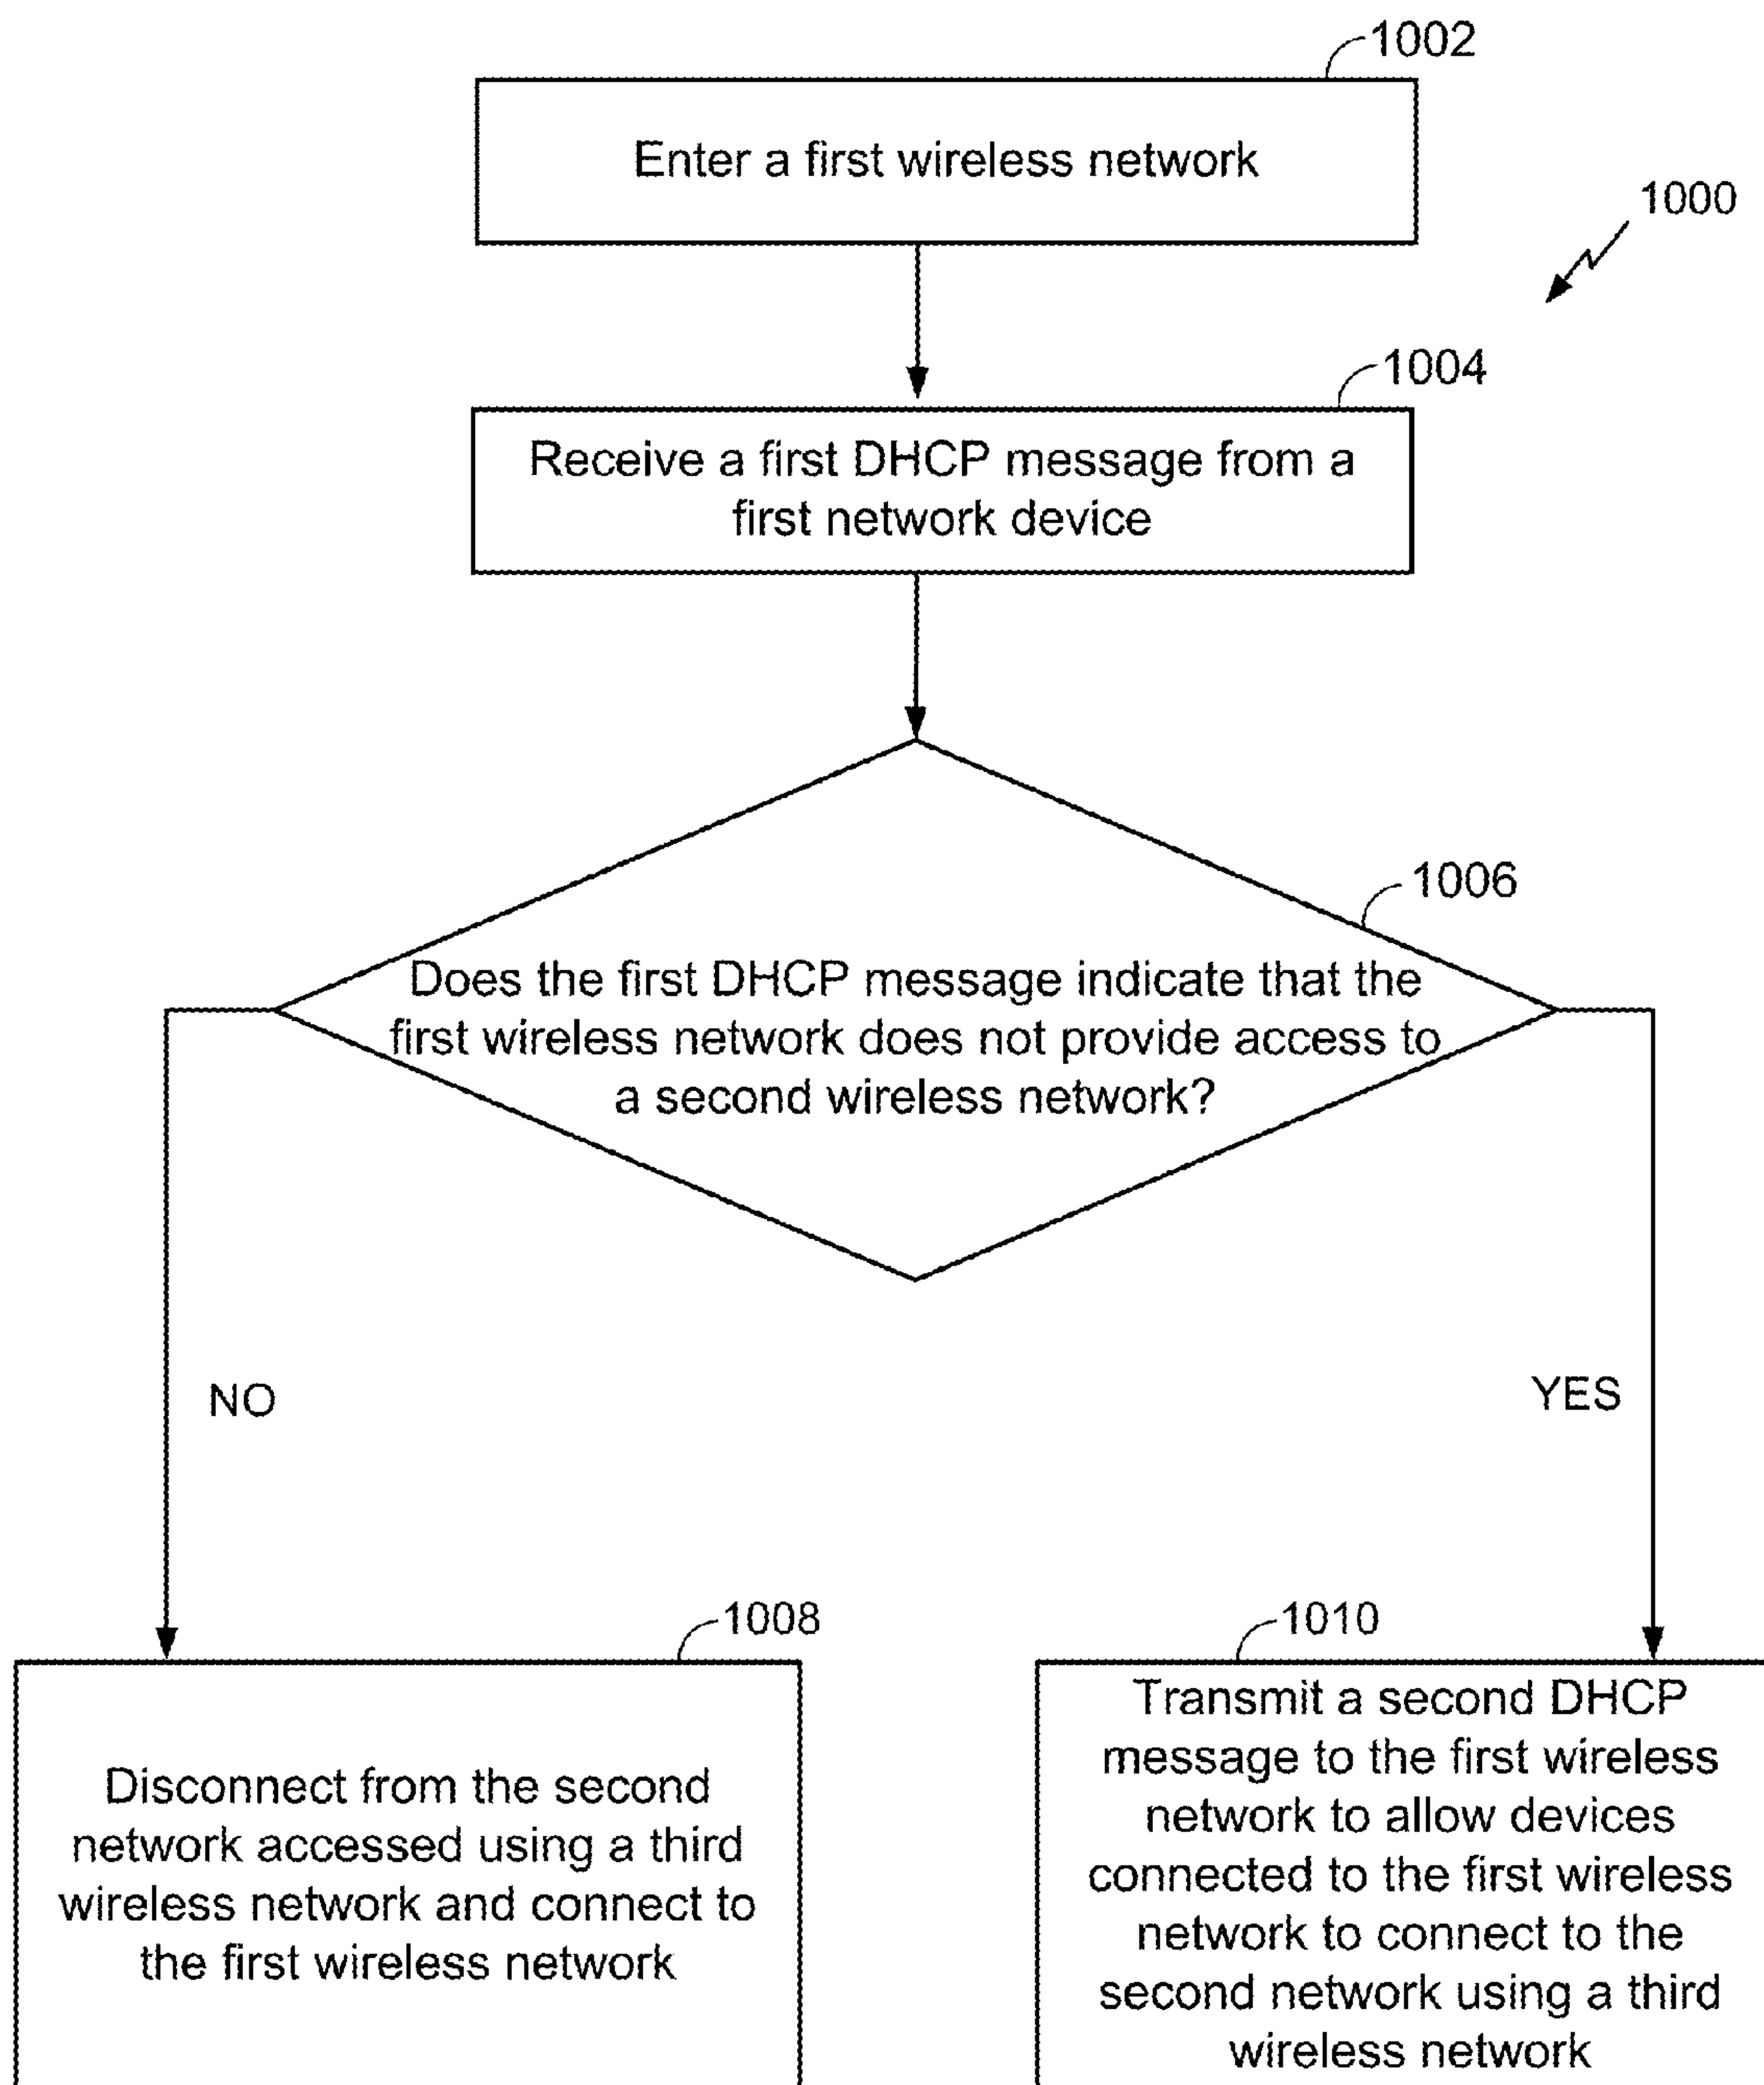 1002
Enter a first wireless network
1000
1004
Receive a first DHCP message from a
first network device
1006
Does the first DHCP message indicate that the
first wireless network does not provide access to
a second wireless network?
NO
YES
1008
Disconnect from the second
network accessed using a third
wireless network and connect to
the first wireless network
1010
Transmit a second DHCP
message to the first wireless
network to allow devices
connected to the first wireless
network to connect to the
second network using a third
wireless network